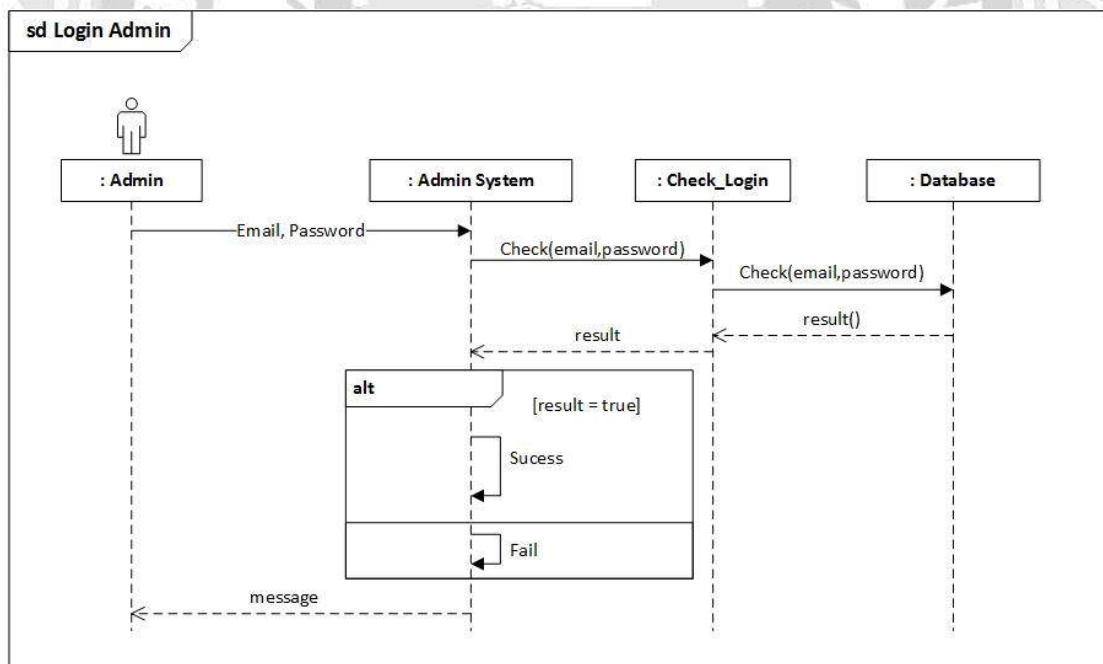 sd Login Admin
: Admin
: Admin System
: Check_Login
: Database
Email, Password
Check(email,password)
Check(email,password)
result()
result
alt
[result = true]
Sucess
Fail
message